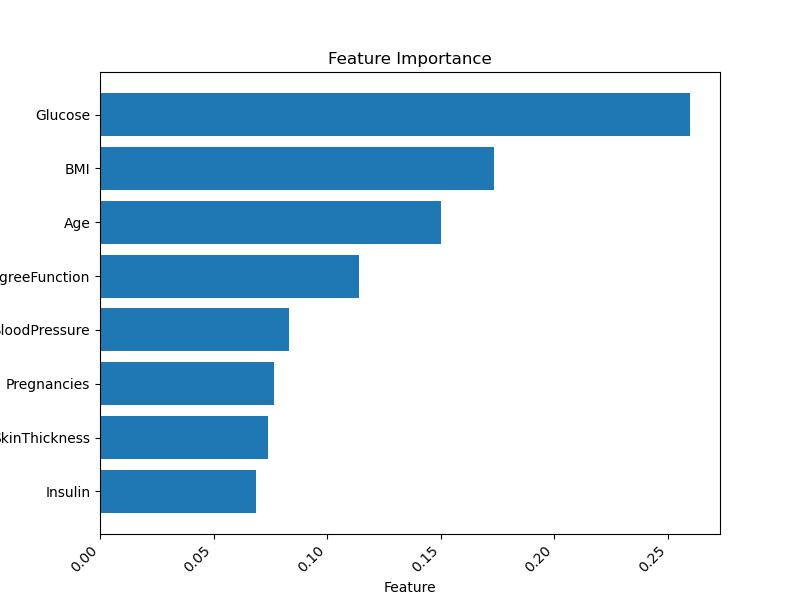 Feature Importance
Glucose
BMI
Age
greeFunction
loodPressure
Pregnancies
kinThickness
Insulin
0.00 0.05 0.10 0.15 0.20 0.25
Feature